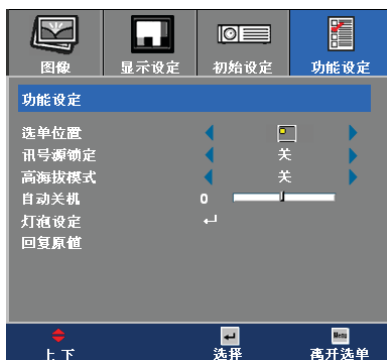 图像 显示设定 初始设定 功能设定
功能设定
选单位置
讯号源锁定 关
高海拔模式 关
自动关机 0
灯泡设定
回复原值
Menu
上下 选择 离开选单